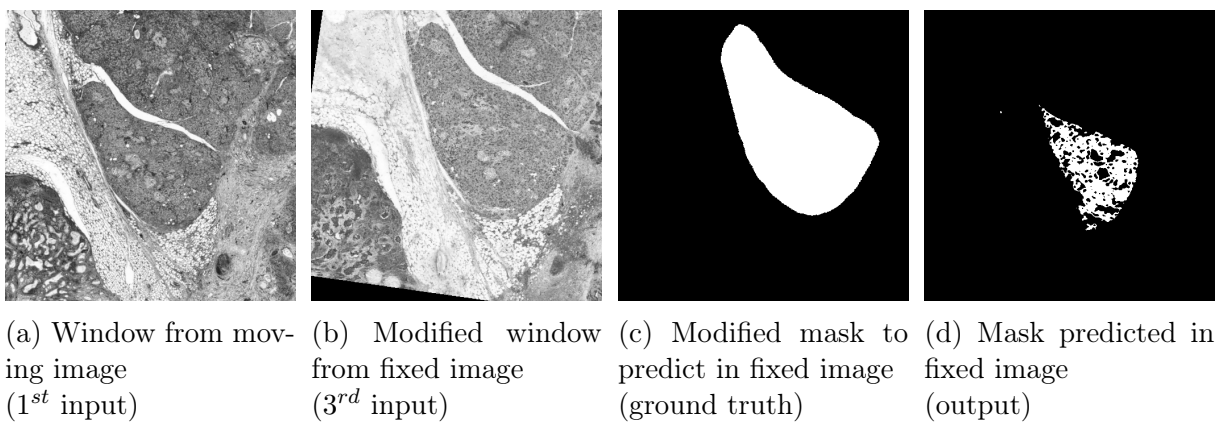 (a) Window from mov-
ing image
(1st input)
(b) Modified window
from fixed image
(3rd input)
(c) Modified mask to
predict in fixed image
(ground truth)
(d) Mask predicted in
fixed image
(output)